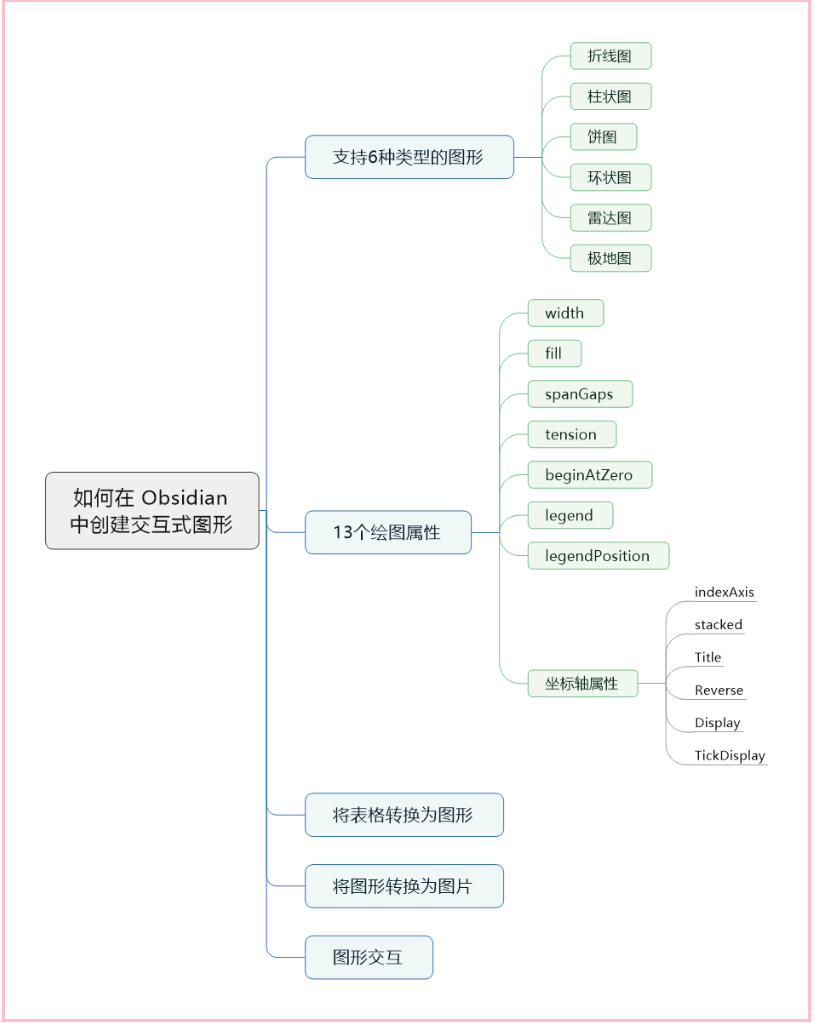 如何在 Obsidian
中创建交互式图形
支持6种类型的图形
折线图
柱状图
饼图
环状图
雷达图
极地图
13个绘图属性
width
fill
spanGaps
tension
beginAtZero
legend
legendPosition
坐标轴属性
indexAxis
stacked
Title
Reverse
Display
TickDisplay
将表格转换为图形
将图形转换为图片
图形交互